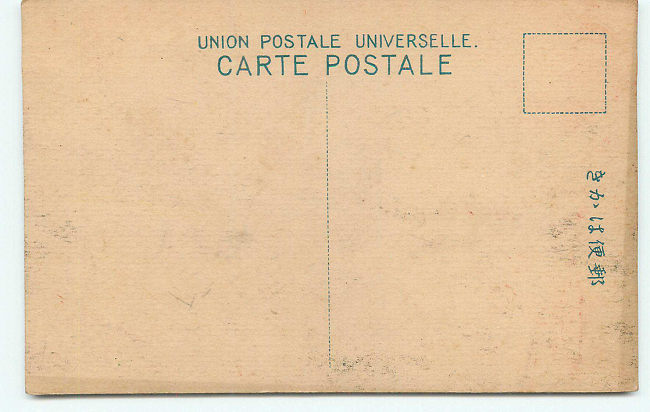 UNION POSTALE UNIVERSELLE.
CARTE POSTALE
郵便はかき